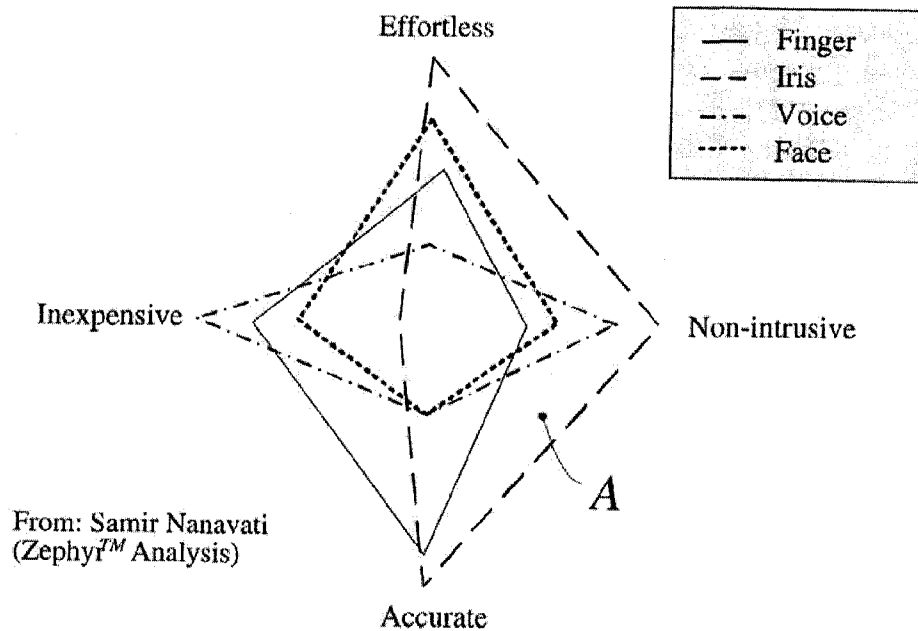 Effortless
Finger
Iris
Voice
Face
Inexpensive
Non-intrusive
A
From: Samir Nanavati
(Zephyr™ Analysis)
Accurate